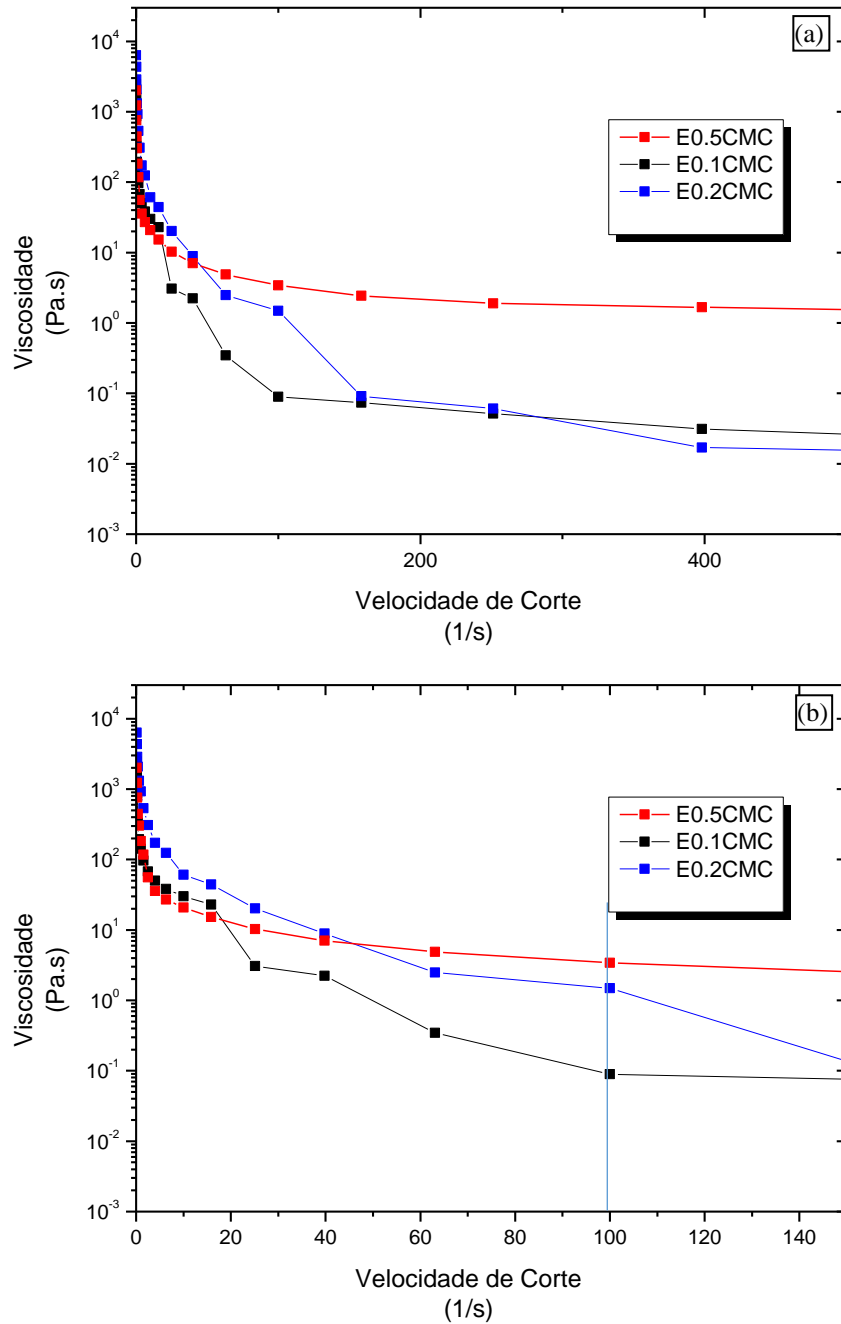 (a)
10^4
10^3
10^2
10^1
10^0
10^-1
10^-2
10^-3
Viscosidade
(Pa.s)
E0.5CMC
E0.1CMC
E0.2CMC
0
200
400
Velocidade de Corte
(1/s)
(b)
10^4
10^3
10^2
10^1
10^0
10^-1
10^-2
10^-3
Viscosidade
(Pa.s)
E0.5CMC
E0.1CMC
E0.2CMC
0
20
40
60
80
100
120
140
Velocidade de Corte
(1/s)